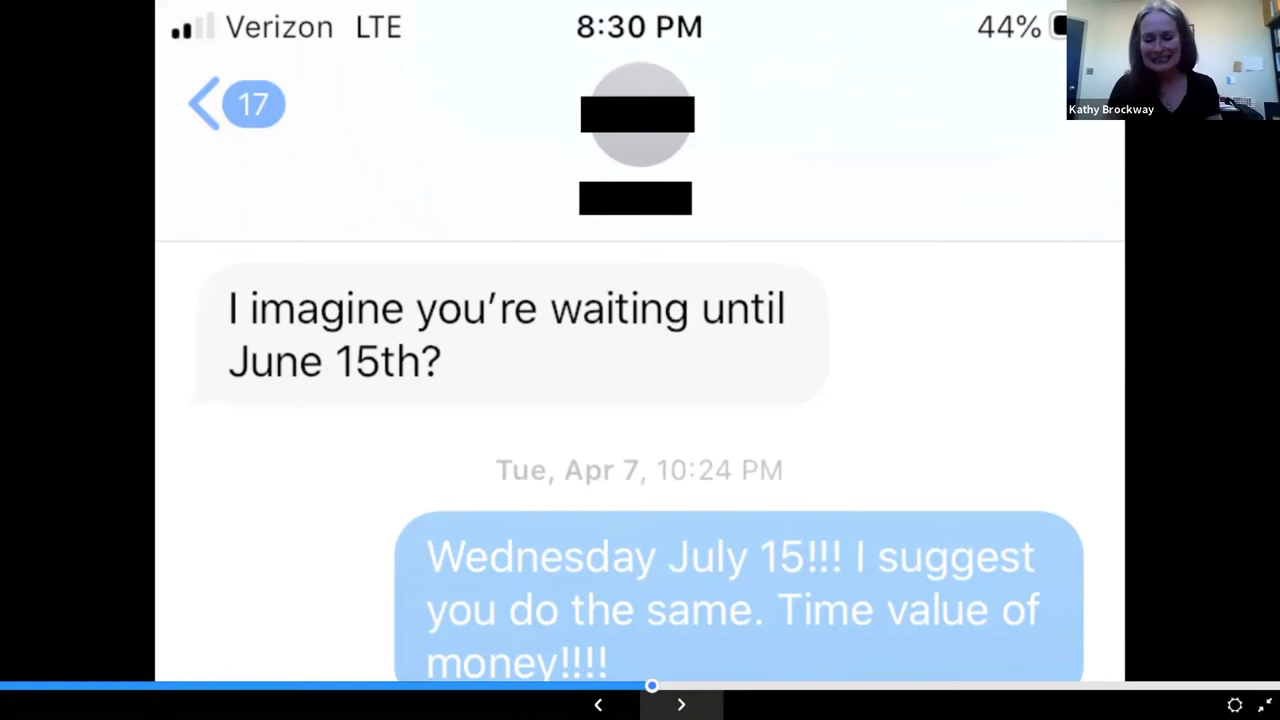 Verizon LTE 8:30 PM 44%
Kathy Brockway
17
I imagine you're waiting until
June 15th?
Tue, Apr 7, 10:24 PM
Wednesday July 15!!! I suggest
you do the same. Time value of
money!!!!